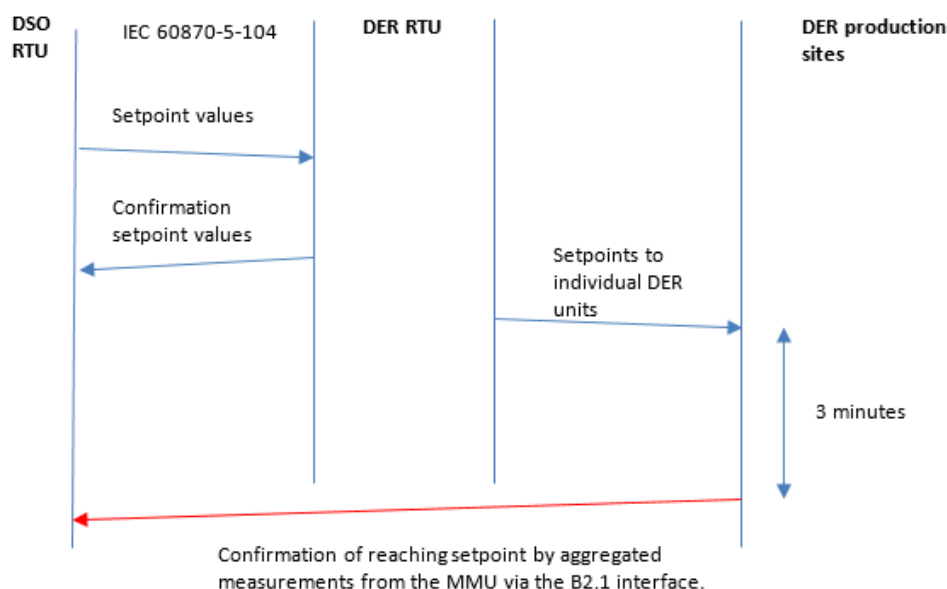 DSO
RTU
IEC 60870-5-104
DER RTU
DER production
sites
Setpoint values
Confirmation
setpoint values
Setpoints to
individual DER
units
3 minutes
Confirmation of reaching setpoint by aggregated
measurements from the MMU via the B2.1 interface.